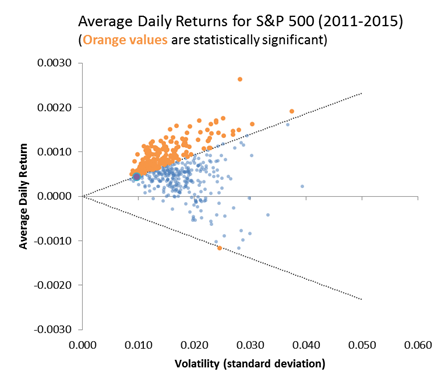 Average Daily Returns for S&P 500 (2011-2015)
(Orange values are statistically significant)
0.0030
0.0020
0.0010
0.0000
-0.0010
-0.0020
-0.0030
Average Daily Return
0.000 0.010 0.020 0.030 0.040 0.050 0.060
Volatility (standard deviation)